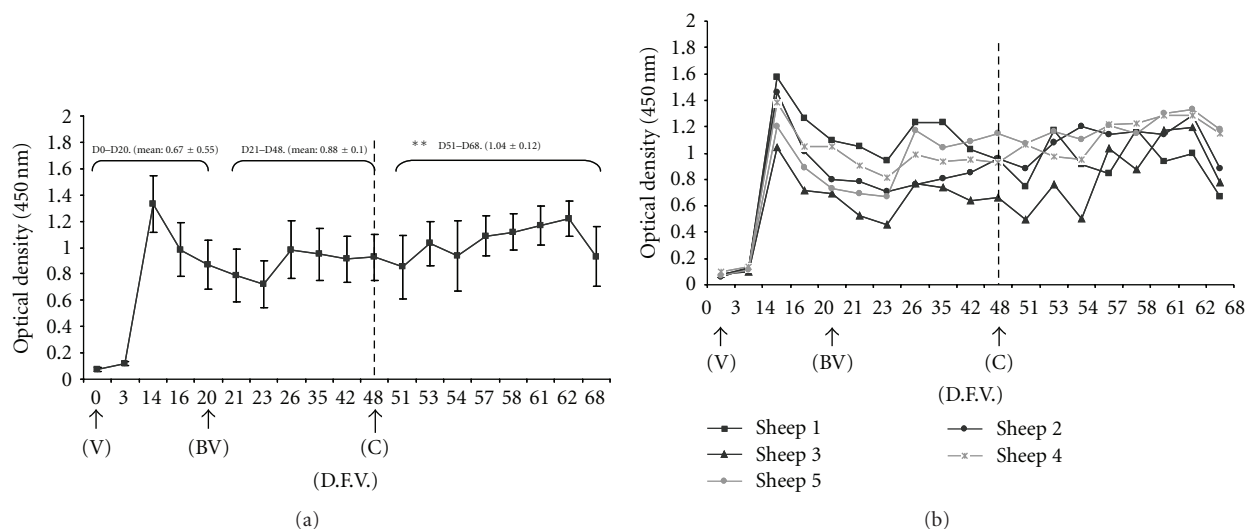 Optical density (450 nm)
2
1.8
1.6
1.4
1.2
1
0.8
0.6
0.4
0.2
0
D0–D20. (mean: 0.67 ± 0.55)
D21–D48. (mean: 0.88 ± 0.1)
** D51–D68. (1.04 ± 0.12)
0 3 14 16 20 21 23 26 35 42 48 51 53 54 57 58 61 62 68
(V) (BV) (C)
(D.F.V.)
(a)
Optical density (450 nm)
2
1.8
1.6
1.4
1.2
1
0.8
0.6
0.4
0.2
0
0 3 14 16 20 21 23 26 35 42 48 51 53 54 57 58 61 62 68
(V) (BV) (C)
(D.F.V.)
Sheep 1 Sheep 2
Sheep 3 Sheep 4
Sheep 5
(b)